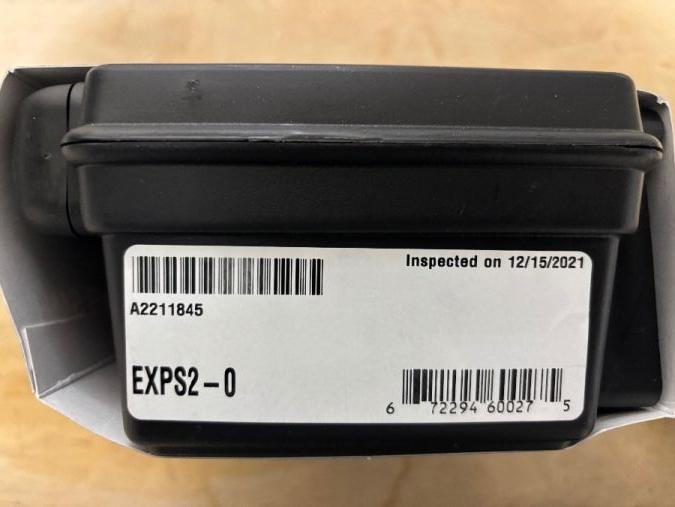 Inspected on 12/15/2021
A2211845
EXPS2-0
6 72294 60027 5